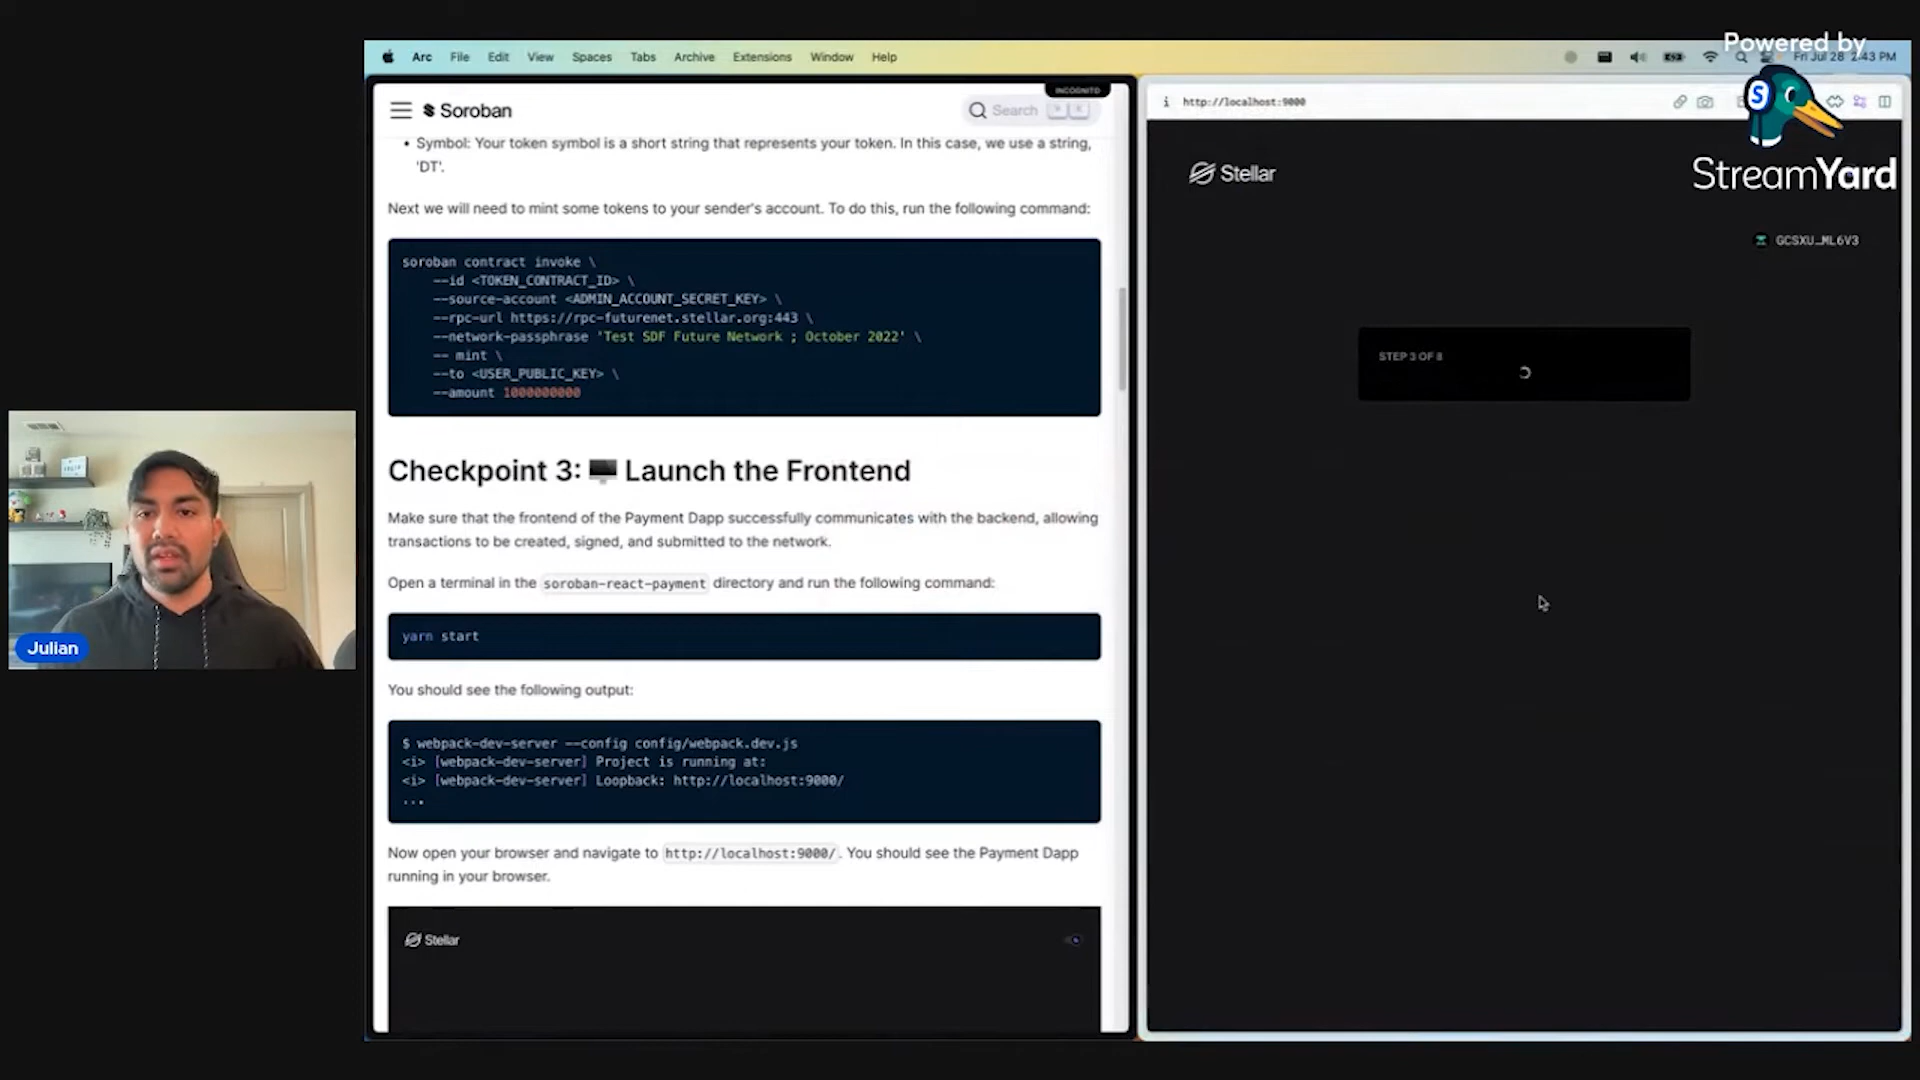 Powered by
StreamYard
Arc File Edit View Spaces Tabs Archive Extensions Window Help
Fri Jul 28 2:43 PM
INCOGNITO
Soroban
Search
Symbol: Your token symbol is a short string that represents your token. In this case, we use a string,
'DT'.
Next we will need to mint some tokens to your sender's account. To do this, run the following command:
soroban contract invoke \
--id <TOKEN_CONTRACT_ID> \
--source-account <ADMIN_ACCOUNT_SECRET_KEY> \
--rpc-url https://rpc-futurenet.stellar.org:443 \
--network-passphrase 'Test SDF Future Network ; October 2022' \
-- mint \
--to <USER_PUBLIC_KEY> \
--amount 1000000000
Checkpoint 3: Launch the Frontend
Make sure that the frontend of the Payment Dapp successfully communicates with the backend, allowing
transactions to be created, signed, and submitted to the network.
Open a terminal in the soroban-react-payment directory and run the following command:
yarn start
You should see the following output:
$ webpack-dev-server --config config/webpack.dev.js
<i> [webpack-dev-server] Project is running at:
<i> [webpack-dev-server] Loopback: http://localhost:9000/
...
Now open your browser and navigate to http://localhost:9000/. You should see the Payment Dapp
running in your browser.
Stellar
http://localhost:9000
Stellar
GCSXU_ML6V3
STEP 3 OF 8
Julian